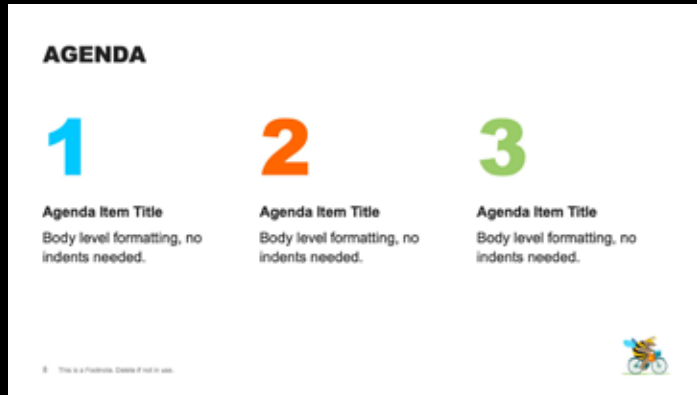 AGENDA
1
2
3
Agenda Item Title
Body level formatting, no
indents needed.
Agenda Item Title
Body level formatting, no
indents needed.
Agenda Item Title
Body level formatting, no
indents needed.
8 This is a Footnote. Delete if not in use.